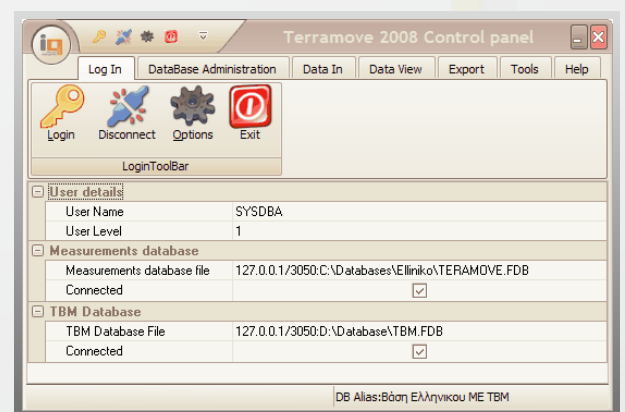 iq
Terramove 2008 Control panel
Log In DataBase Administration Data In Data View Export Tools Help
Login Disconnect Options Exit
LoginToolBar
User details
User Name SYSDBA
User Level 1
Measurements database
Measurements database file 127.0.0.1/3050:C:\Databases\Elliniko\TERAMOVE.FDB
Connected
TBM Database
TBM Database File 127.0.0.1/3050:D:\Database\TBM.FDB
Connected
DB Alias:Βάση Ελληνικου ΜΕ ΤΒΜ